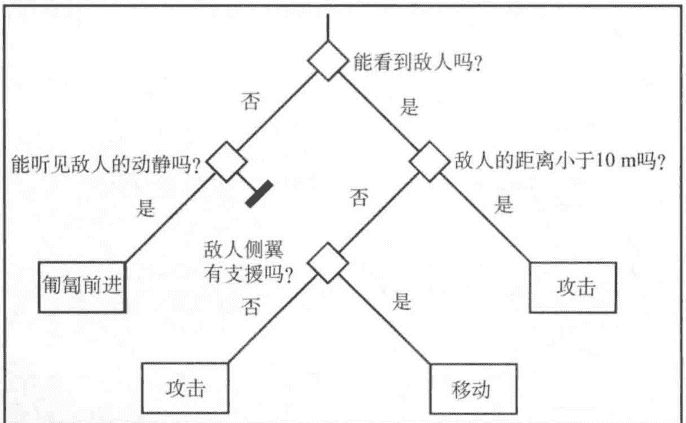 能看到敌人吗?
否
是
能听见敌人的动静吗?
敌人的距离小于10 m吗?
是
否
是
敌人侧翼
有支援吗?
匍匐前进
攻击
否
是
攻击
移动